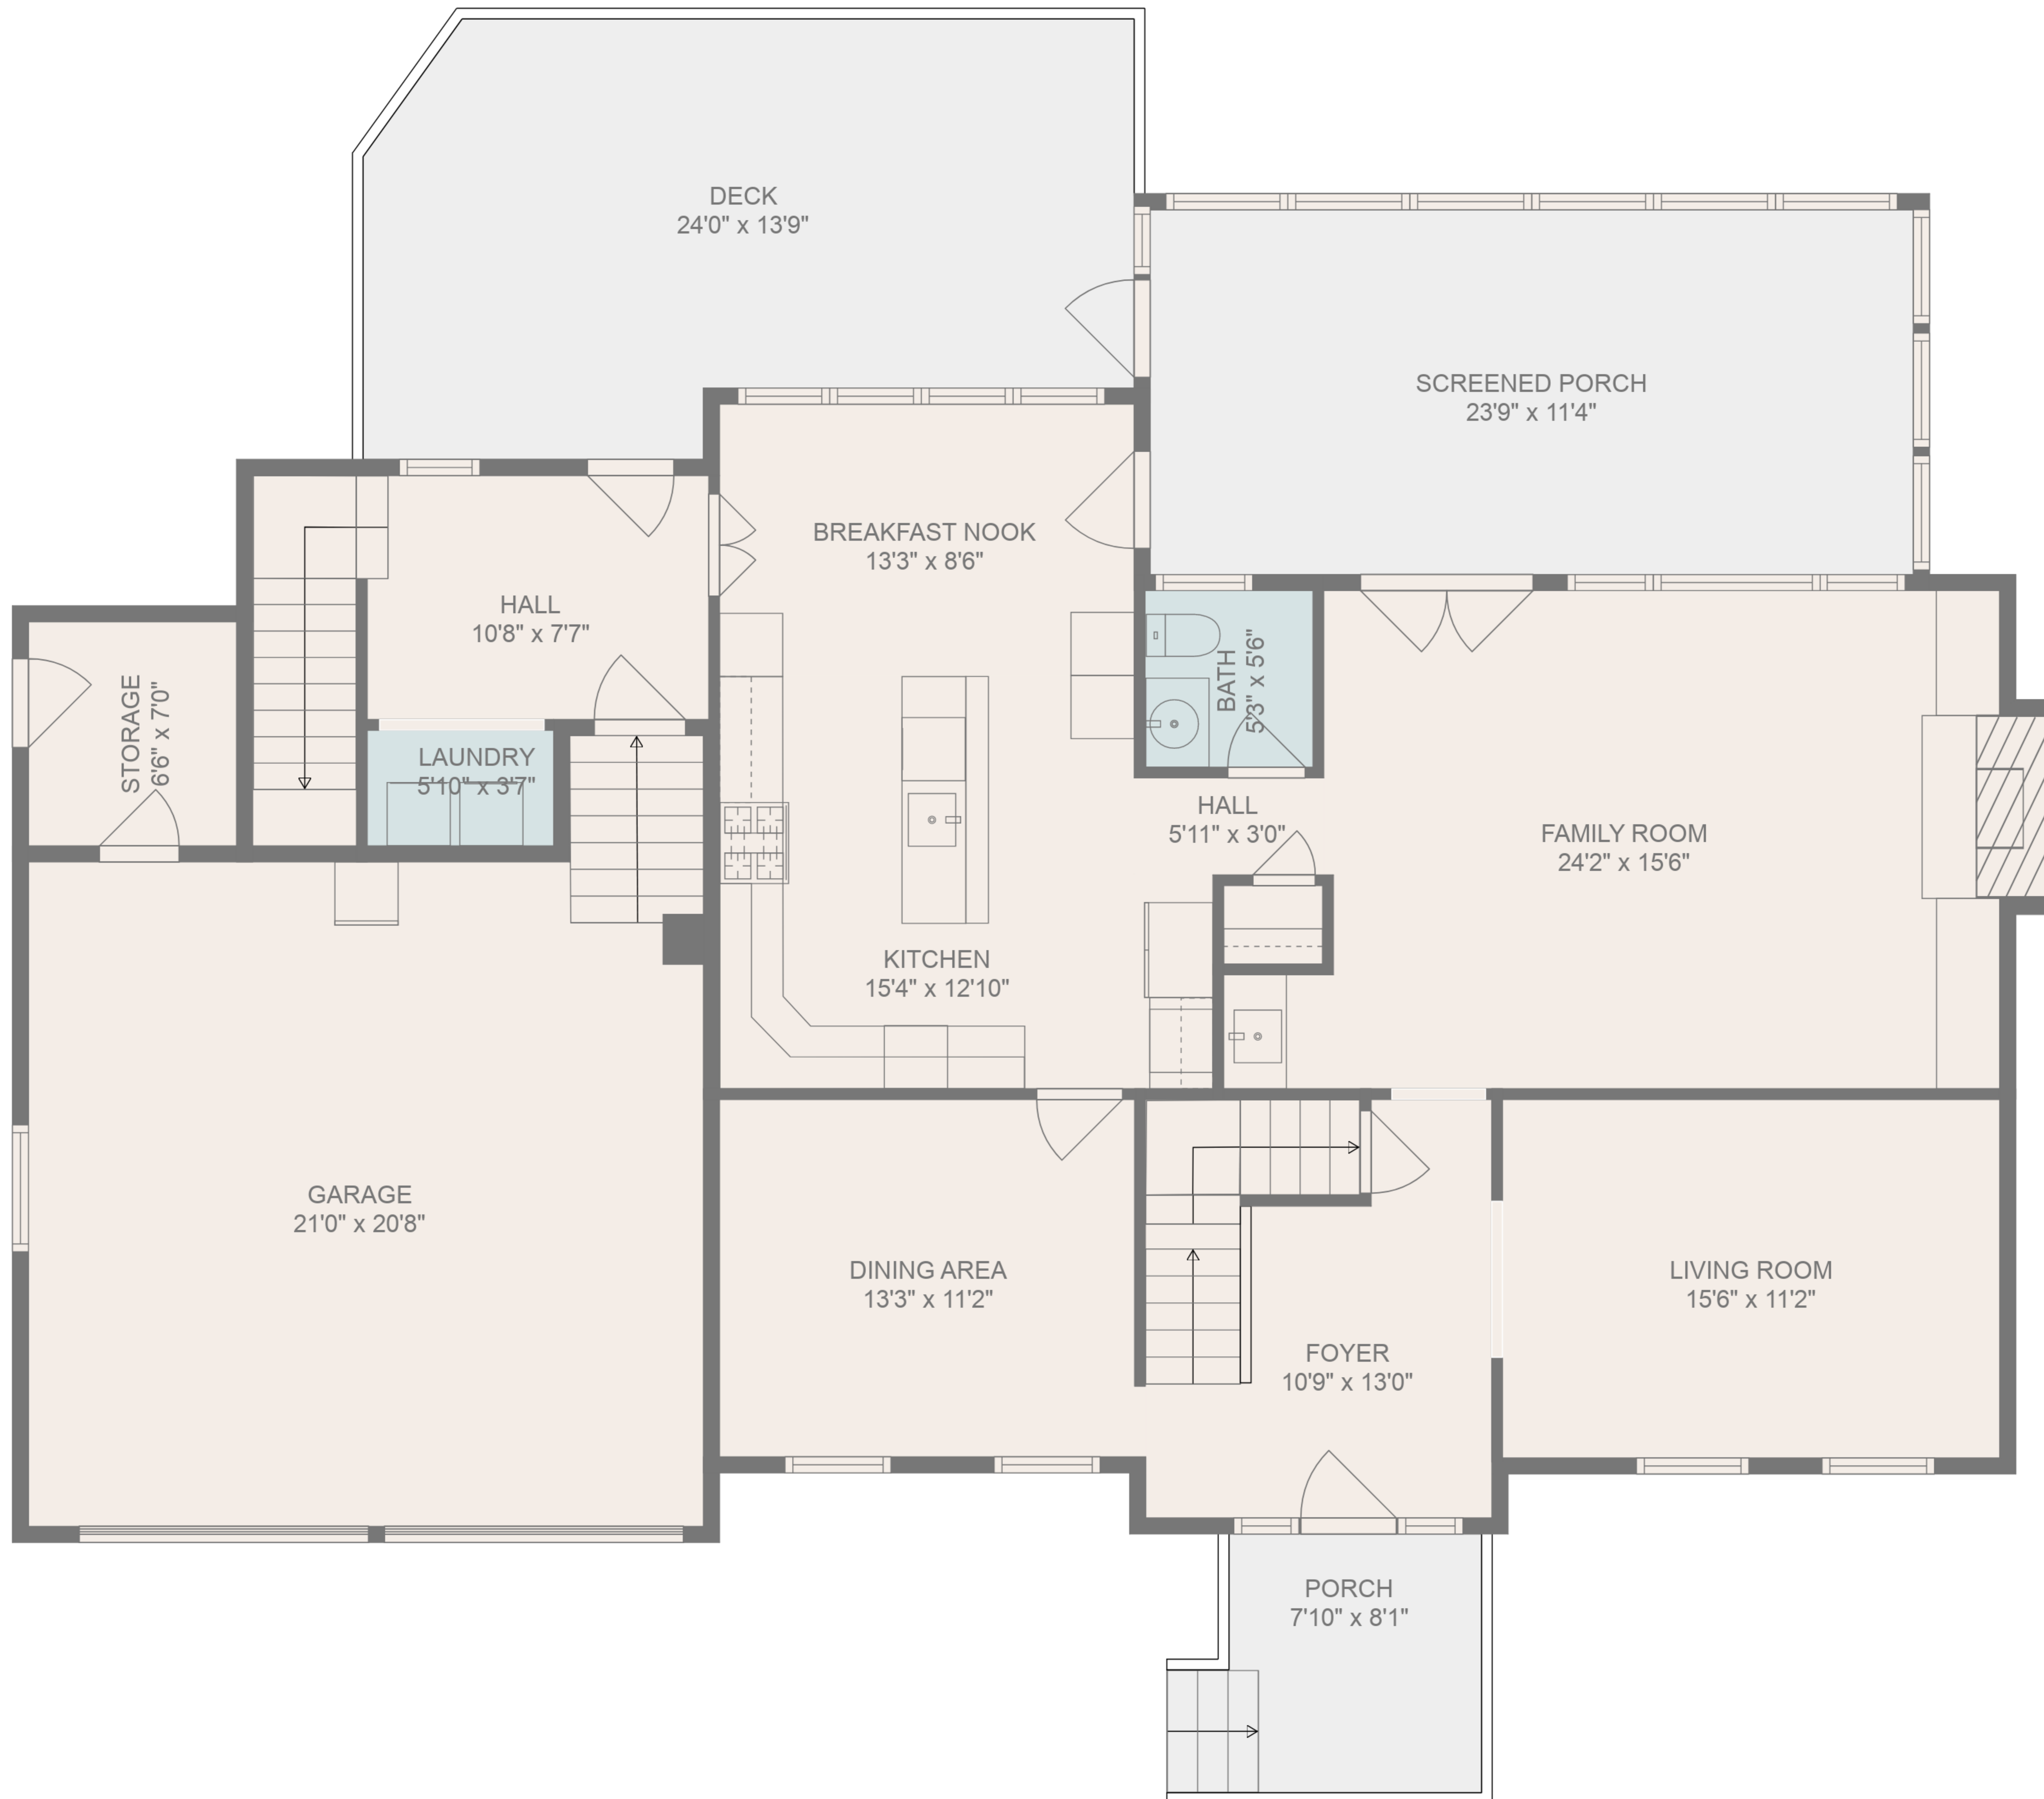 DECK
24'0" x 13'9"
SCREENED PORCH
23'9" x 11'4"
BREAKFAST NOOK
13'3" x 8'6"
HALL
10'8" x 7'7"
STORAGE
6'6" x 7'0"
LAUNDRY
5'10" x 3'7"
BATH
5'3" x 5'6"
HALL
5'11" x 3'0"
FAMILY ROOM
24'2" x 15'6"
KITCHEN
15'4" x 12'10"
GARAGE
21'0" x 20'8"
DINING AREA
13'3" x 11'2"
LIVING ROOM
15'6" x 11'2"
FOYER
10'9" x 13'0"
PORCH
7'10" x 8'1"